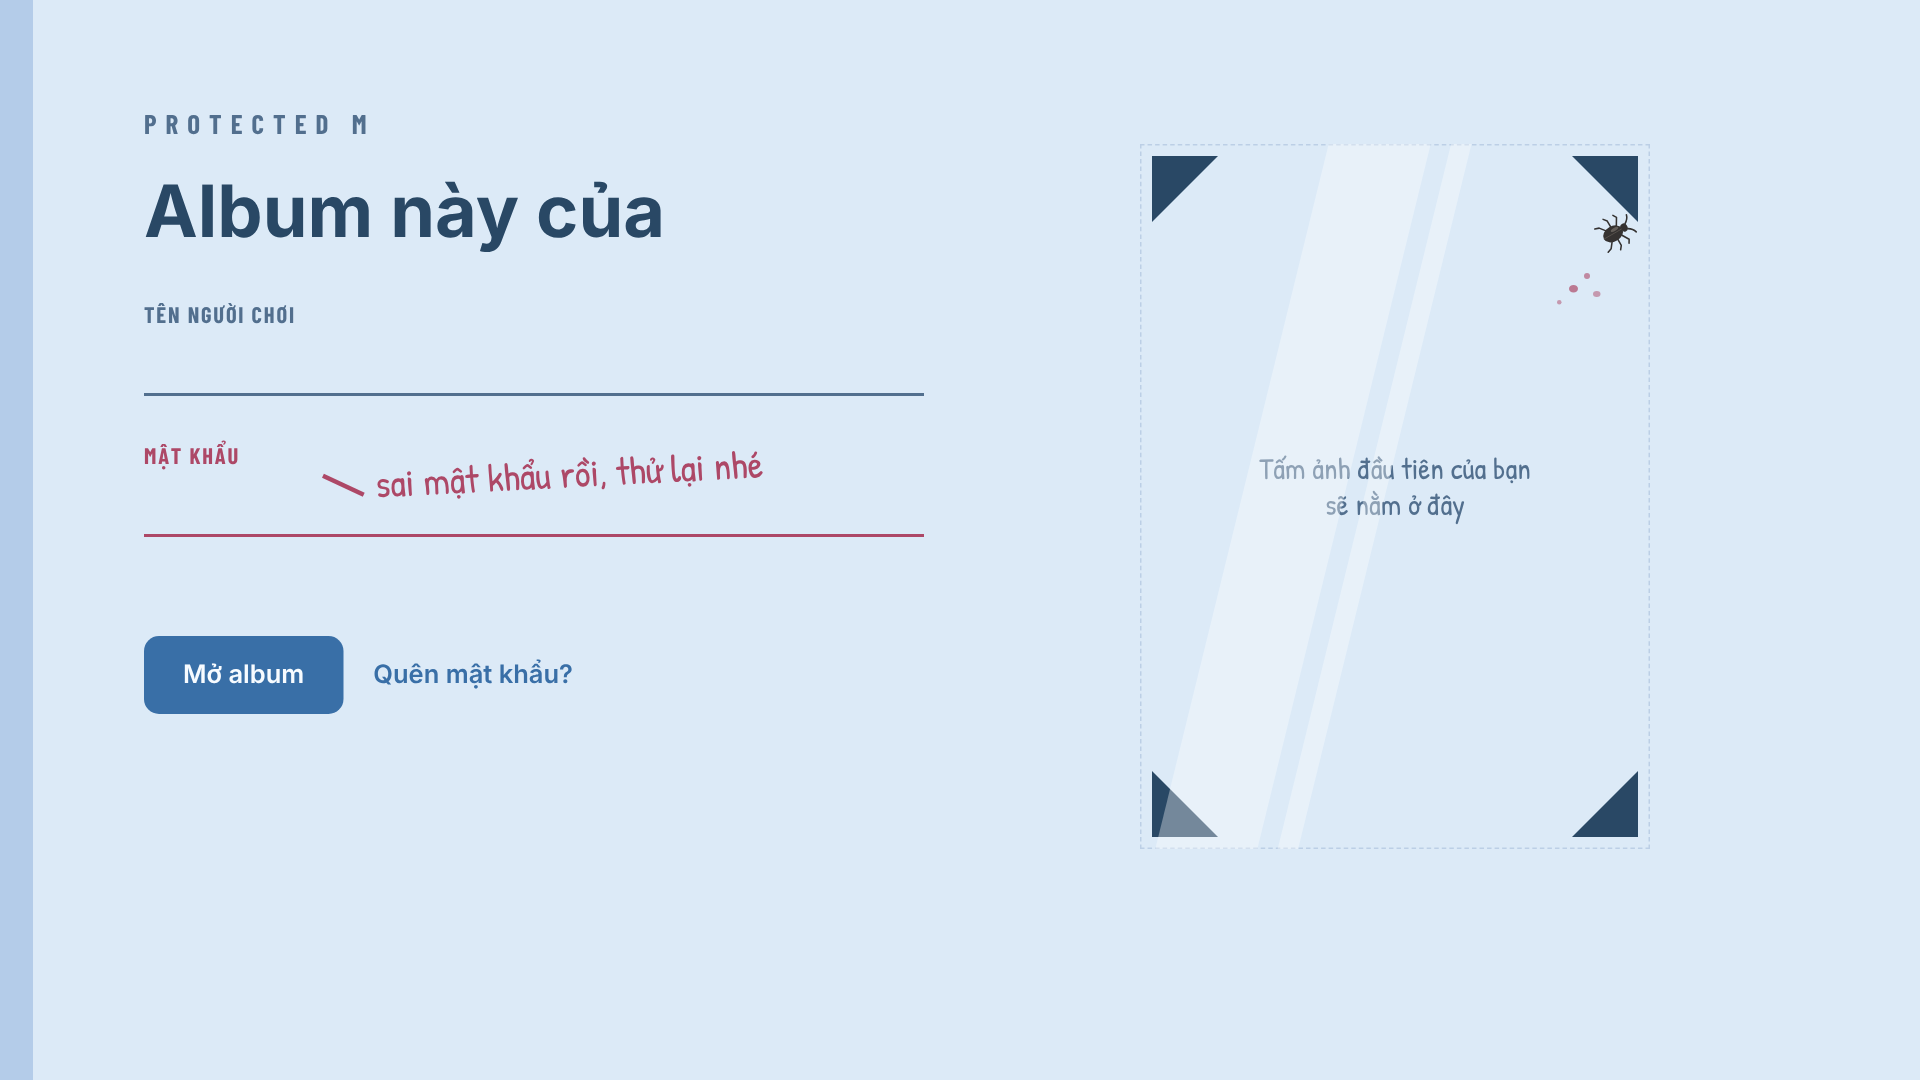 PROTECTED M
Album này của
TÊN NGƯỜI CHƠI
MẬT KHẨU
sai mật khẩu rồi, thử lại nhé
Mở album
Quên mật khẩu?
Tấm ảnh đầu tiên của bạn
sẽ nằm ở đây